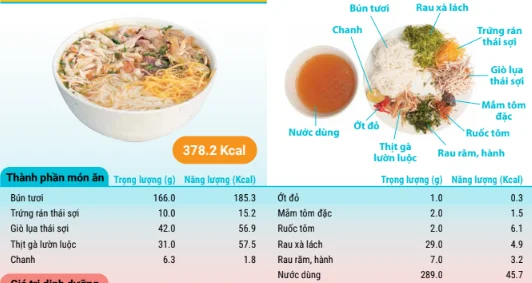 378.2 Kcal
Bún tươi
Rau xà lách
Chanh
Trứng rán
thái sợi
Giò lụa
thái sợi
Mắm tôm
đặc
Nước dùng
Ớt đỏ
Ruốc tôm
Thịt gà
lườn luộc
Rau răm, hành
Thành phần món ăn Trọng lượng (g) Năng lượng (Kcal)
Bún tươi 166.0 185.3
Trứng rán thái sợi 10.0 15.2
Giò lụa thái sợi 42.0 56.9
Thịt gà lườn luộc 31.0 57.5
Chanh 6.3 1.8
Trọng lượng (g) Năng lượng (Kcal)
Ớt đỏ 1.0 0.3
Mắm tôm đặc 2.0 1.5
Ruốc tôm 2.0 6.1
Rau xà lách 29.0 4.9
Rau răm, hành 7.0 3.2
Nước dùng 289.0 45.7
Giá trị dinh dưỡng